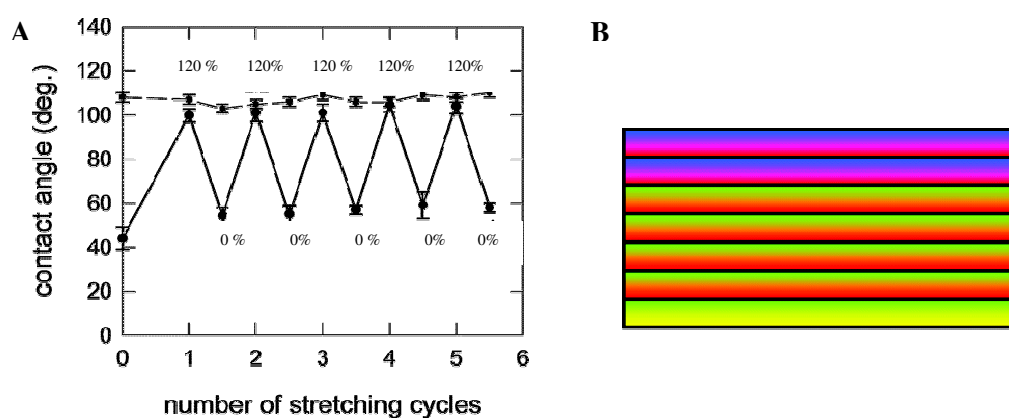 A
B
140
120
100
80
60
40
20
0
contact angle (deg.)
120 % 120% 120 % 120% 120%
0 % 0% 0% 0% 0%
0 1 2 3 4 5 6
number of stretching cycles